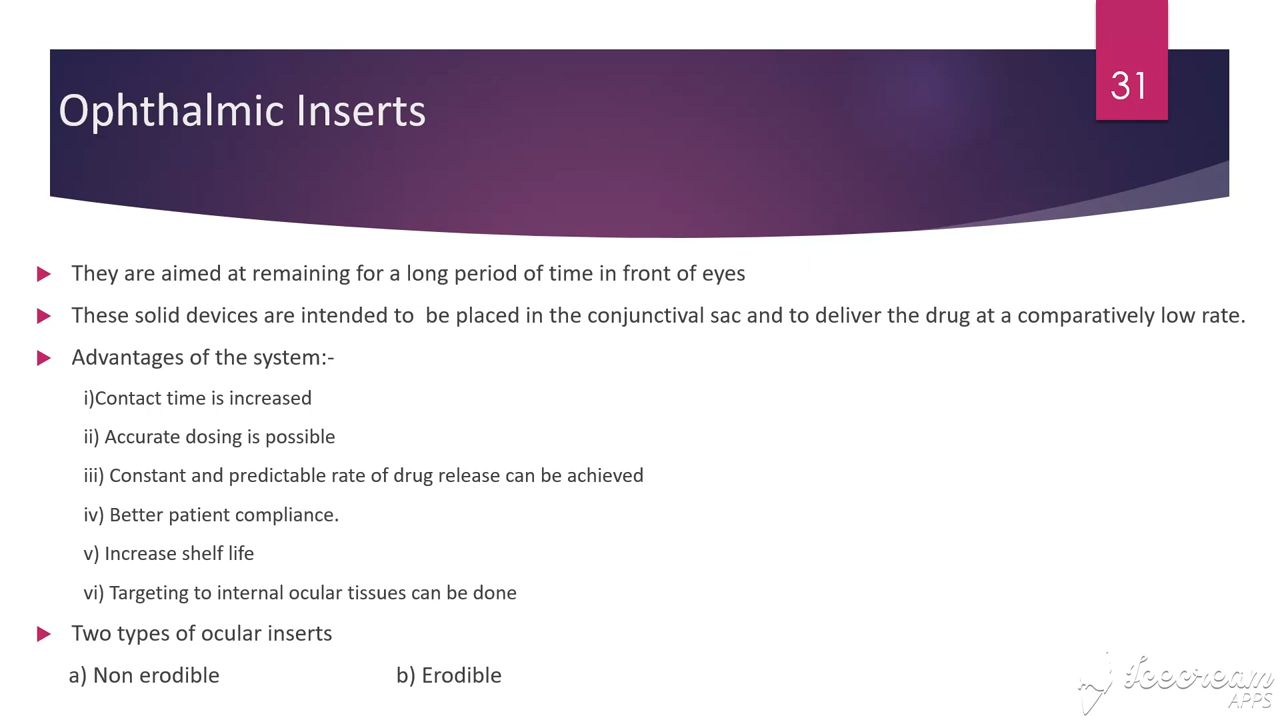 31
Ophthalmic Inserts
They are aimed at remaining for a long period of time in front of eyes
These solid devices are intended to  be placed in the conjunctival sac and to deliver the drug at a comparatively low rate.
Advantages of the system:-
i)Contact time is increased
ii) Accurate dosing is possible
iii) Constant and predictable rate of drug release can be achieved
iv) Better patient compliance.
v) Increase shelf life
vi) Targeting to internal ocular tissues can be done
Two types of ocular inserts
a) Non erodible b) Erodible
Icecream
APPS